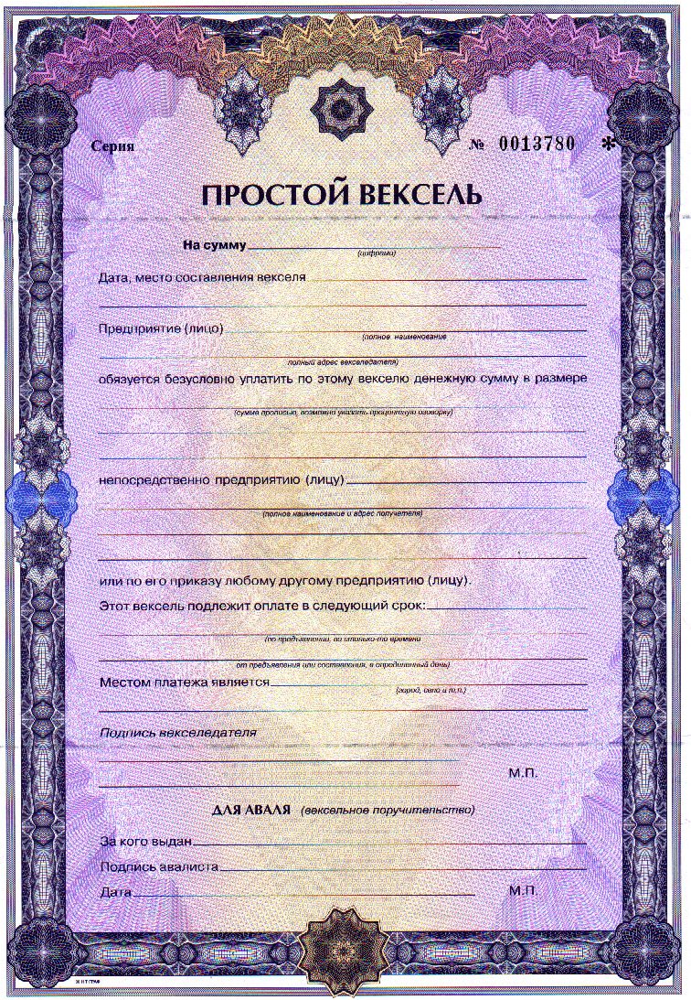 Серия № 0013780 *
ПРОСТОЙ ВЕКСЕЛЬ
На сумму
(цифрами)
Дата, место составления векселя
Предприятие (лицо)
(полное наименование
полный адрес векселедателя)
обязуется безусловно уплатить по этому векселю денежную сумму в размере
(сумма прописью, возможно указать процентную оговорку)
непосредственно предприятию (лицу)
(полное наименование и адрес получателя)
или по его приказу любому другому предприятию (лицу).
Этот вексель подлежит оплате в следующий срок:
(по предъявлении, во столько-то времени
от предъявления или составления, в определенный день)
Местом платежа является
(город, село и т.п.)
Подпись векселедателя
М.П.
ДЛЯ АВАЛЯ (вексельное поручительство)
За кого выдан
Подпись авалиста
Дата М.П.